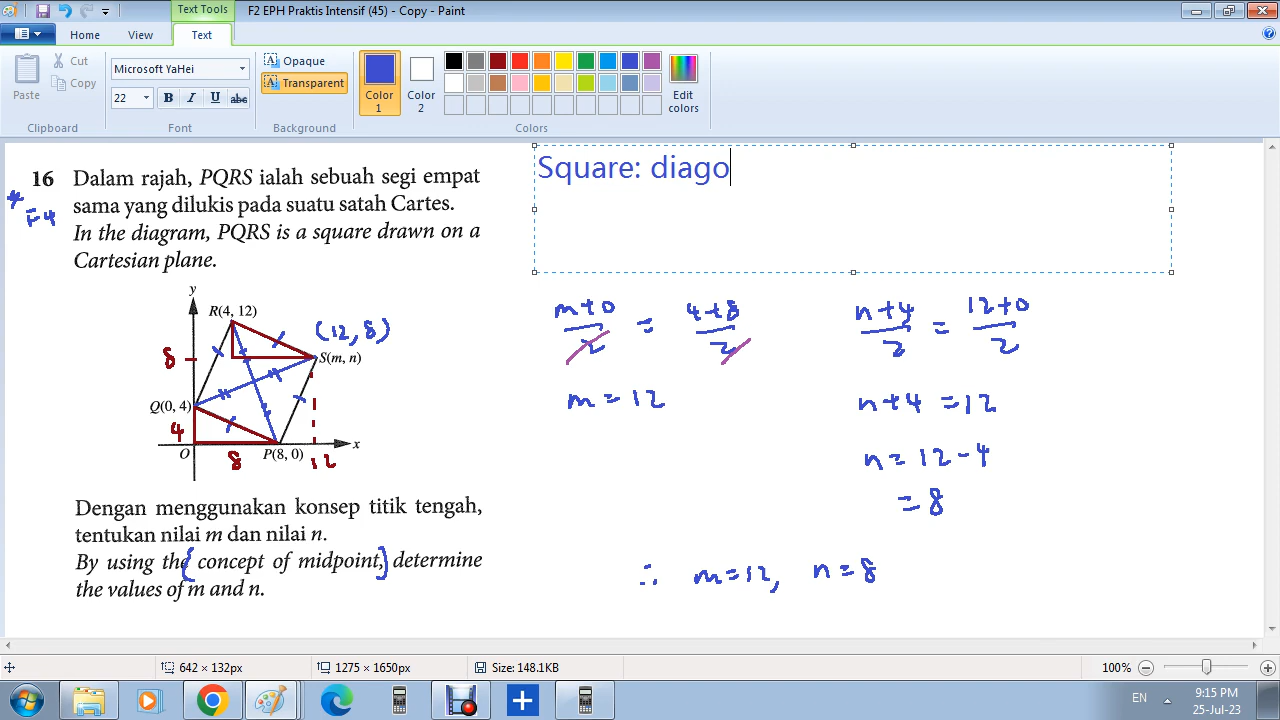 Text Tools
F2 EPH Praktis Intensif (45) - Copy - Paint
Home View Text
Paste
Cut
Copy
Clipboard
Microsoft YaHei
22 B I U abc
Font
Opaque
Transparent
Background
Color 1
Color 2
Edit colors
Colors
Square: diago
16 Dalam rajah, PQRS ialah sebuah segi empat
sama yang dilukis pada suatu satah Cartes.
In the diagram, PQRS is a square drawn on a
Cartesian plane.
* F4
y
R(4, 12)
(12, 8)
8
S(m, n)
Q(0, 4)
4
O 8 P(8, 0) 12 x
Dengan menggunakan konsep titik tengah,
tentukan nilai m dan nilai n.
By using the (concept of midpoint,) determine
the values of m and n.
m+0/2 = 4+8/2
m = 12
n+4/2 = 12+0/2
n+4 = 12
n = 12 - 4
= 8
∴ m = 12, n = 8
642 × 132px 1275 × 1650px Size: 148.1KB 100%
EN
9:15 PM
25-Jul-23